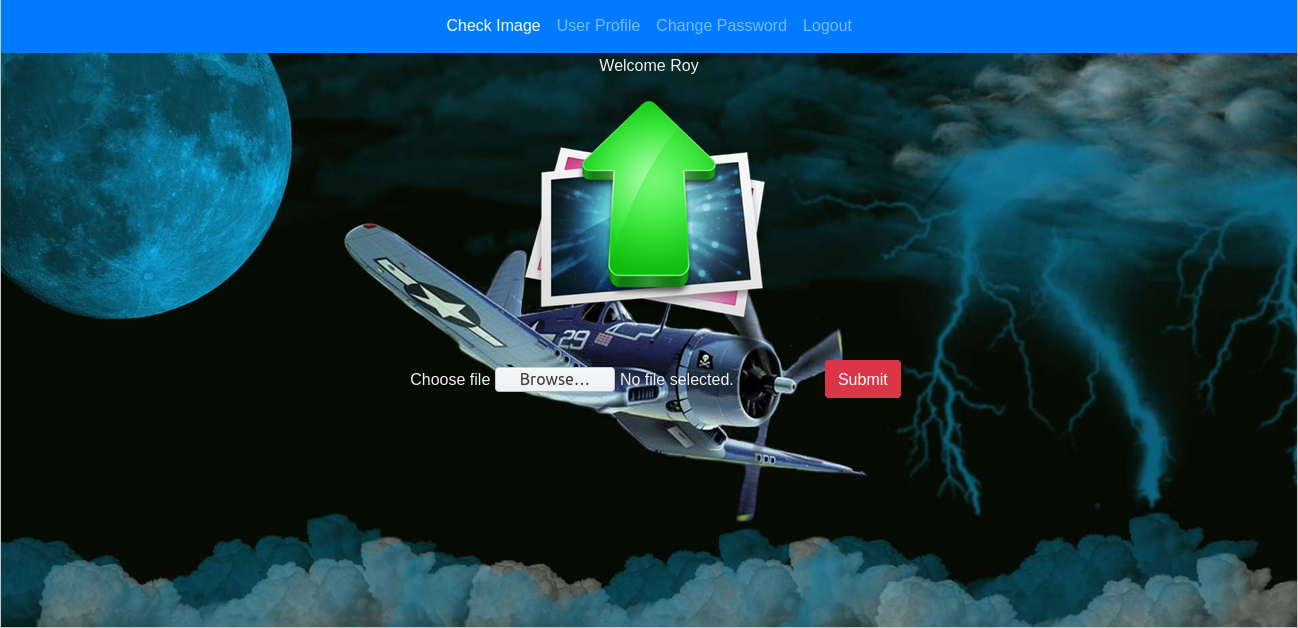 Check Image User Profile Change Password Logout
Welcome Roy
29
Choose file Browse... No file selected. Submit